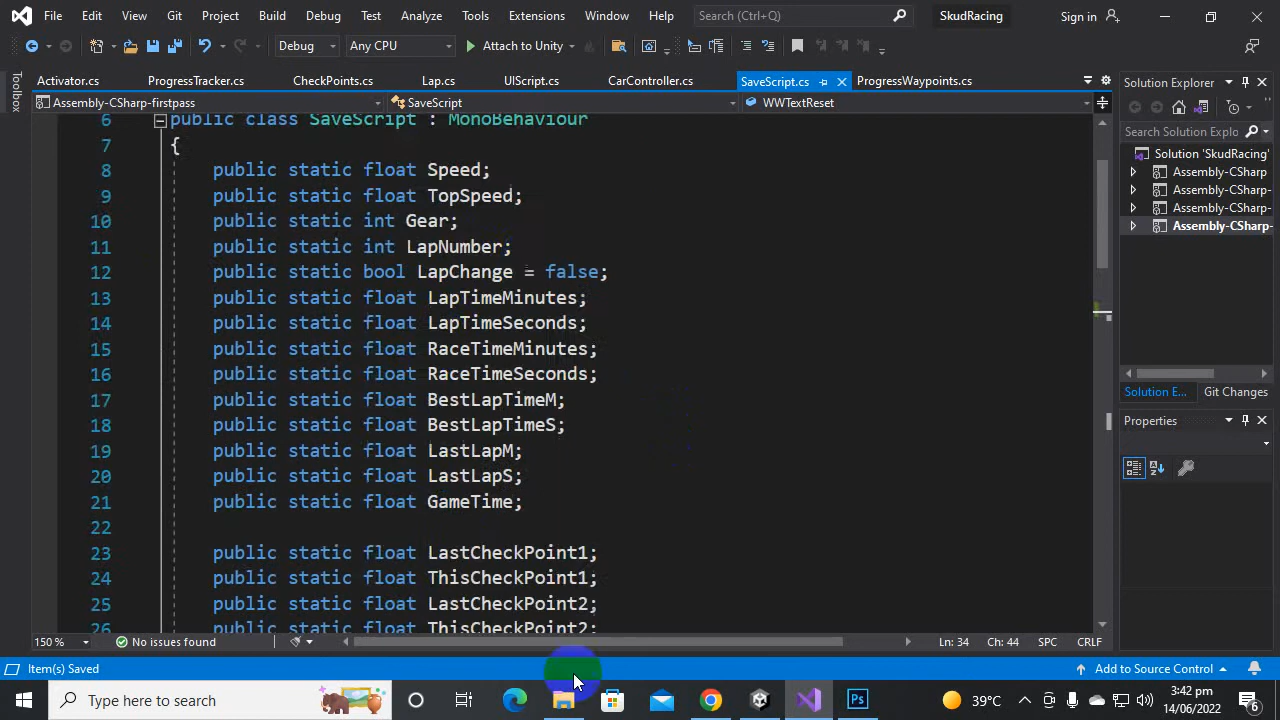 File Edit View Git Project Build Debug Test Analyze Tools Extensions Window Help Search (Ctrl+Q) SkudRacing Sign in
Debug Any CPU Attach to Unity
Toolbox
Activator.cs ProgressTracker.cs CheckPoints.cs Lap.cs UIScript.cs CarController.cs SaveScript.cs ProgressWaypoints.cs
Assembly-CSharp-firstpass SaveScript WWTextReset
6 public class SaveScript : MonoBehaviour
7 {
8 public static float Speed;
9 public static float TopSpeed;
10 public static int Gear;
11 public static int LapNumber;
12 public static bool LapChange = false;
13 public static float LapTimeMinutes;
14 public static float LapTimeSeconds;
15 public static float RaceTimeMinutes;
16 public static float RaceTimeSeconds;
17 public static float BestLapTimeM;
18 public static float BestLapTimeS;
19 public static float LastLapM;
20 public static float LastLapS;
21 public static float GameTime;
22
23 public static float LastCheckPoint1;
24 public static float ThisCheckPoint1;
25 public static float LastCheckPoint2;
26 public static float ThisCheckPoint2;
150 % No issues found Ln: 34 Ch: 44 SPC CRLF
Solution Explorer
Search Solution Explo
Solution 'SkudRacing'
Assembly-CSharp
Assembly-CSharp-
Assembly-CSharp-
Assembly-CSharp-
Solution E... Git Changes
Properties
Item(s) Saved Add to Source Control
Type here to search
Ps
39°C
3:42 pm
14/06/2022
6